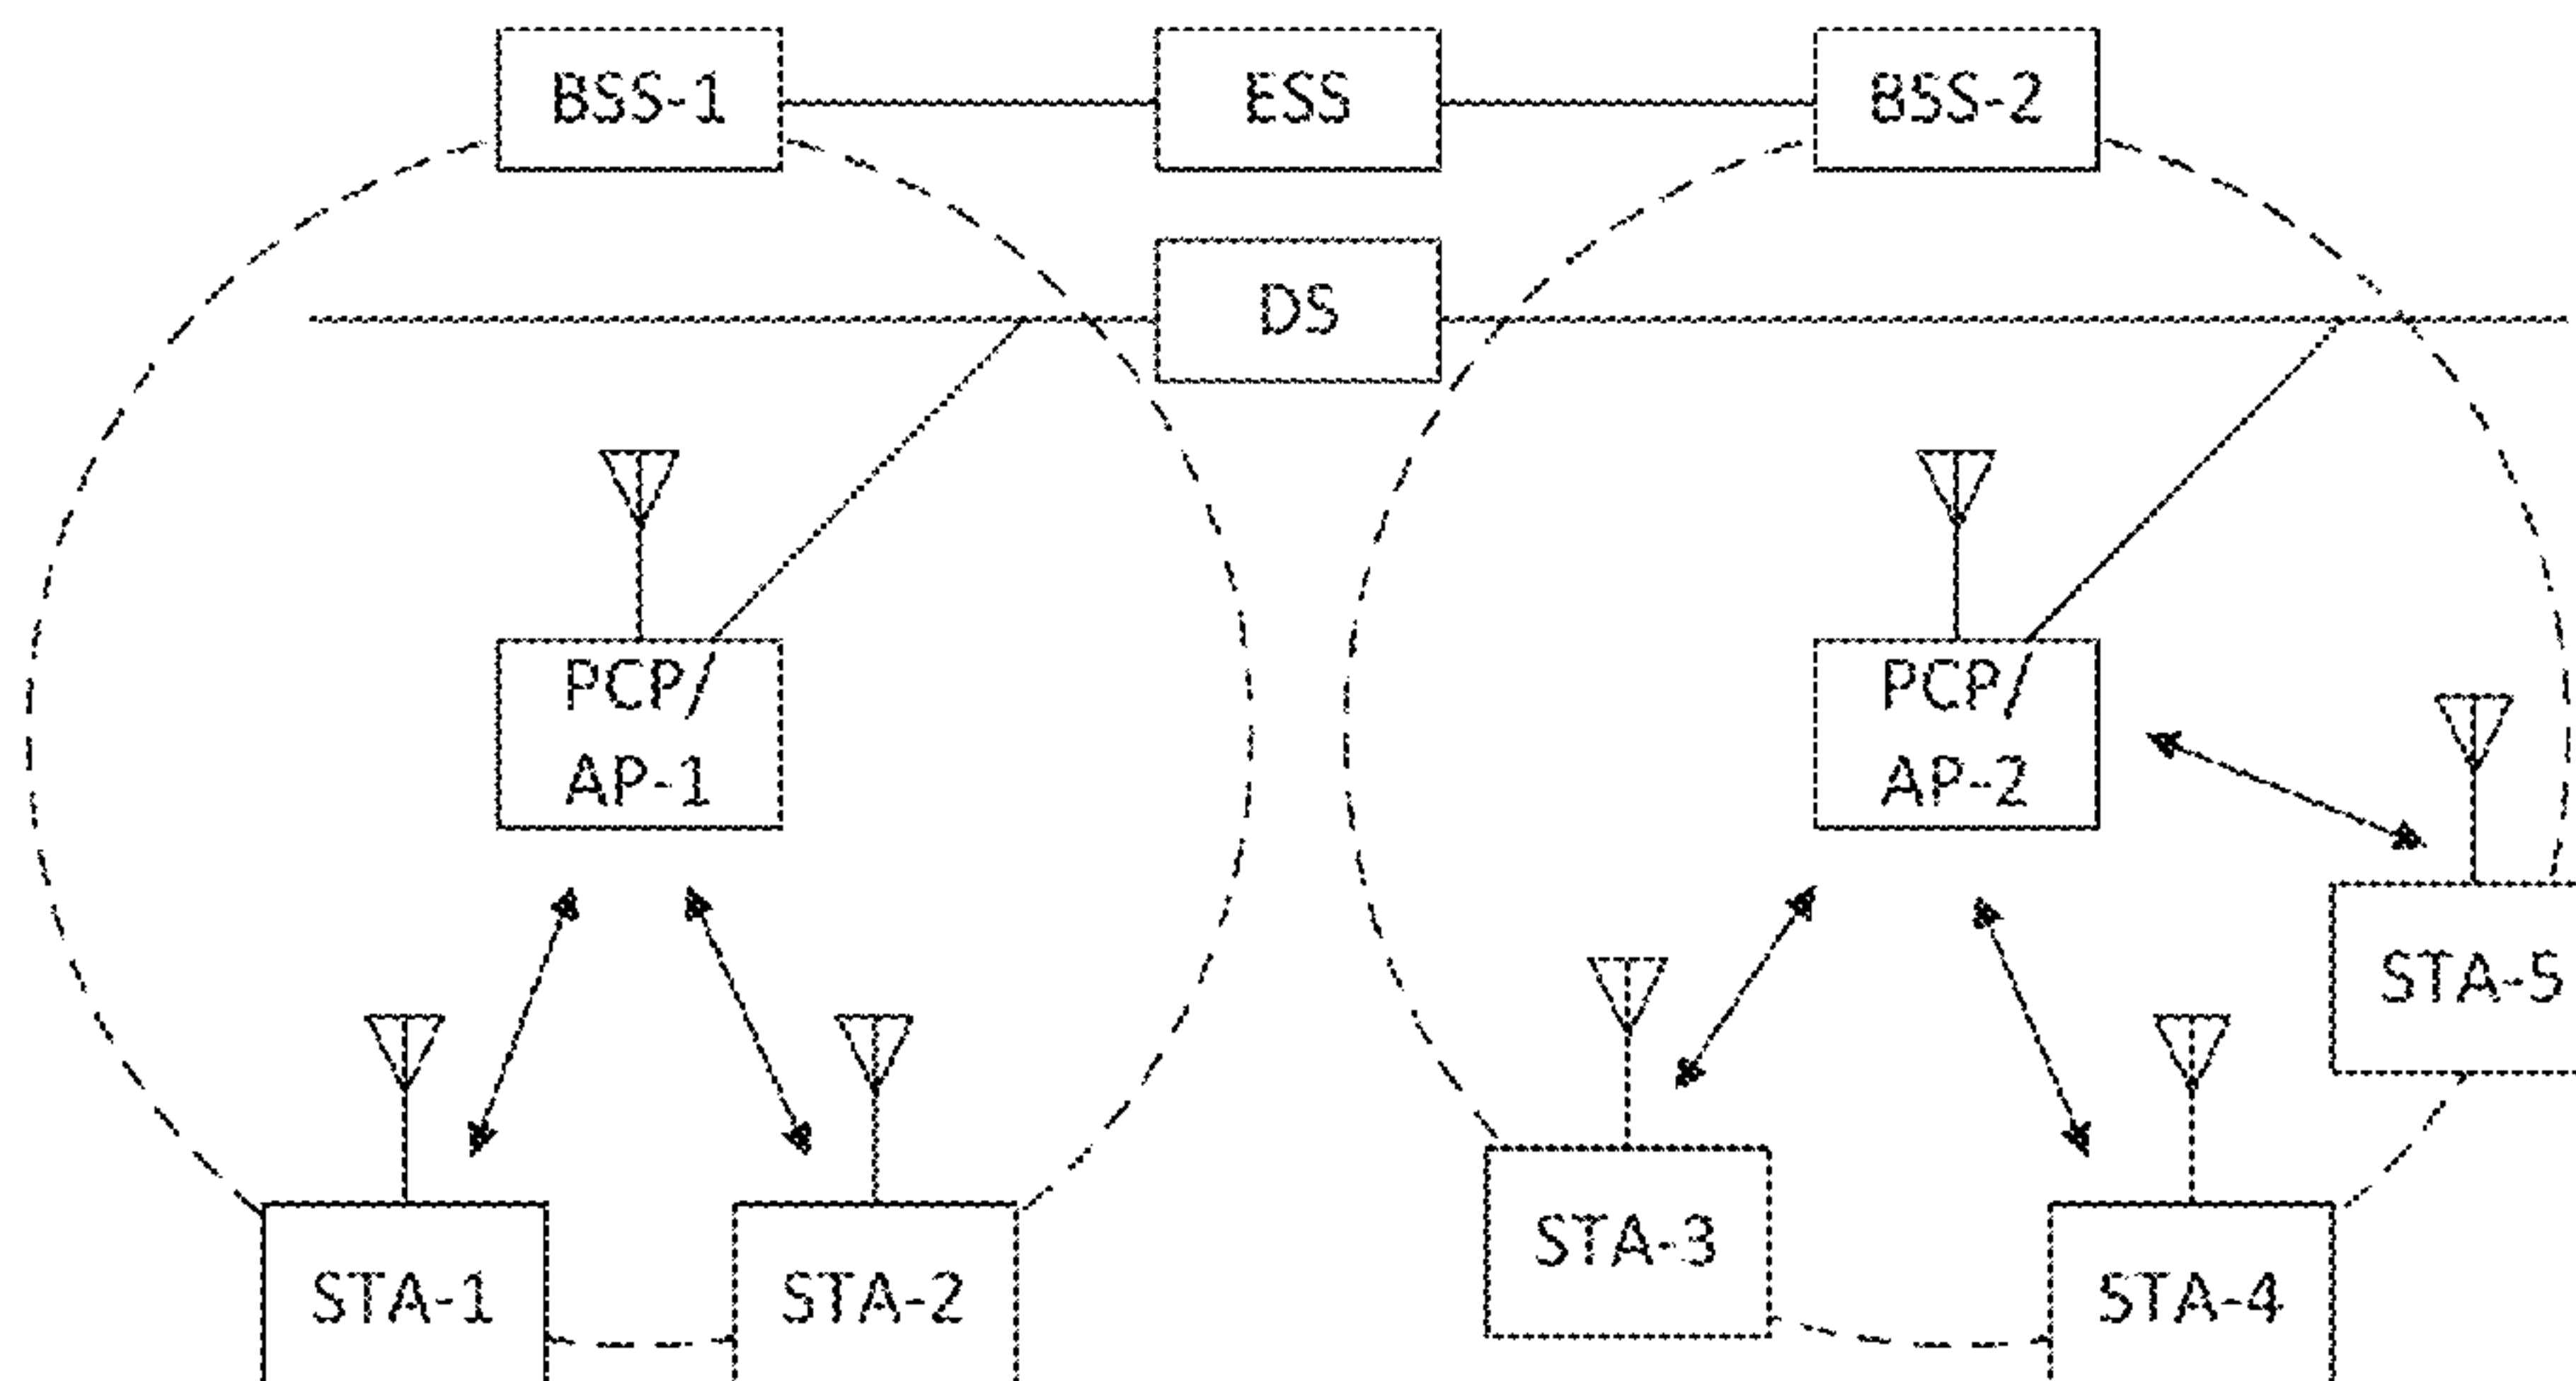 BSS-1
ESS
BSS-2
DS
PCP/
AP-1
PCP/
AP-2
STA-5
STA-3
STA-1
STA-2
STA-4